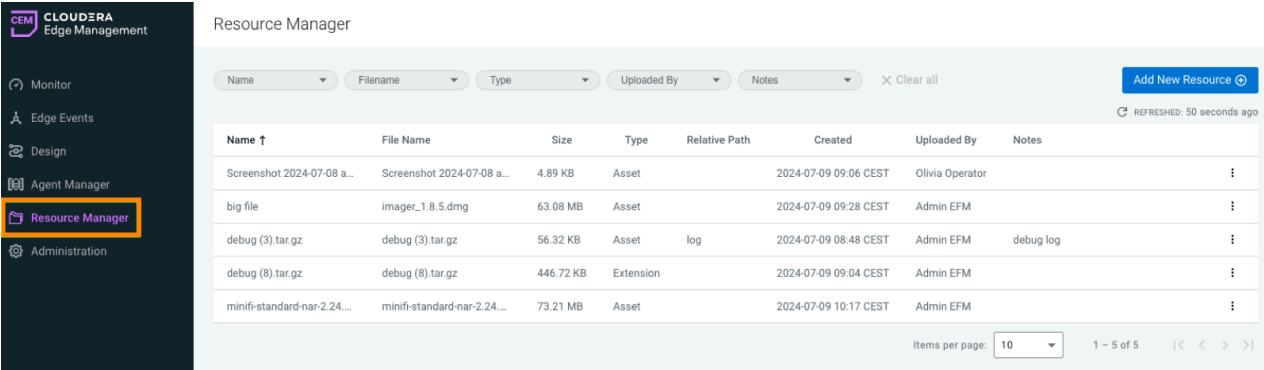 CEM CLOUDERA
Edge Management
Resource Manager
Monitor
Edge Events
Design
Agent Manager
Resource Manager
Administration
Name Filename Type Uploaded By Notes Clear all Add New Resource
REFRESHED: 50 seconds ago
Name ↑ File Name Size Type Relative Path Created Uploaded By Notes
Screenshot 2024-07-08 a... Screenshot 2024-07-08 a... 4.89 KB Asset 2024-07-09 09:06 CEST Olivia Operator
big file imager_1.8.5.dmg 63.08 MB Asset 2024-07-09 09:28 CEST Admin EFM
debug (3).tar.gz debug (3).tar.gz 56.32 KB Asset log 2024-07-09 08:48 CEST Admin EFM debug log
debug (8).tar.gz debug (8).tar.gz 446.72 KB Extension 2024-07-09 09:04 CEST Admin EFM
minifi-standard-nar-2.24.... minifi-standard-nar-2.24.... 73.21 MB Asset 2024-07-09 10:17 CEST Admin EFM
Items per page: 10 1 – 5 of 5